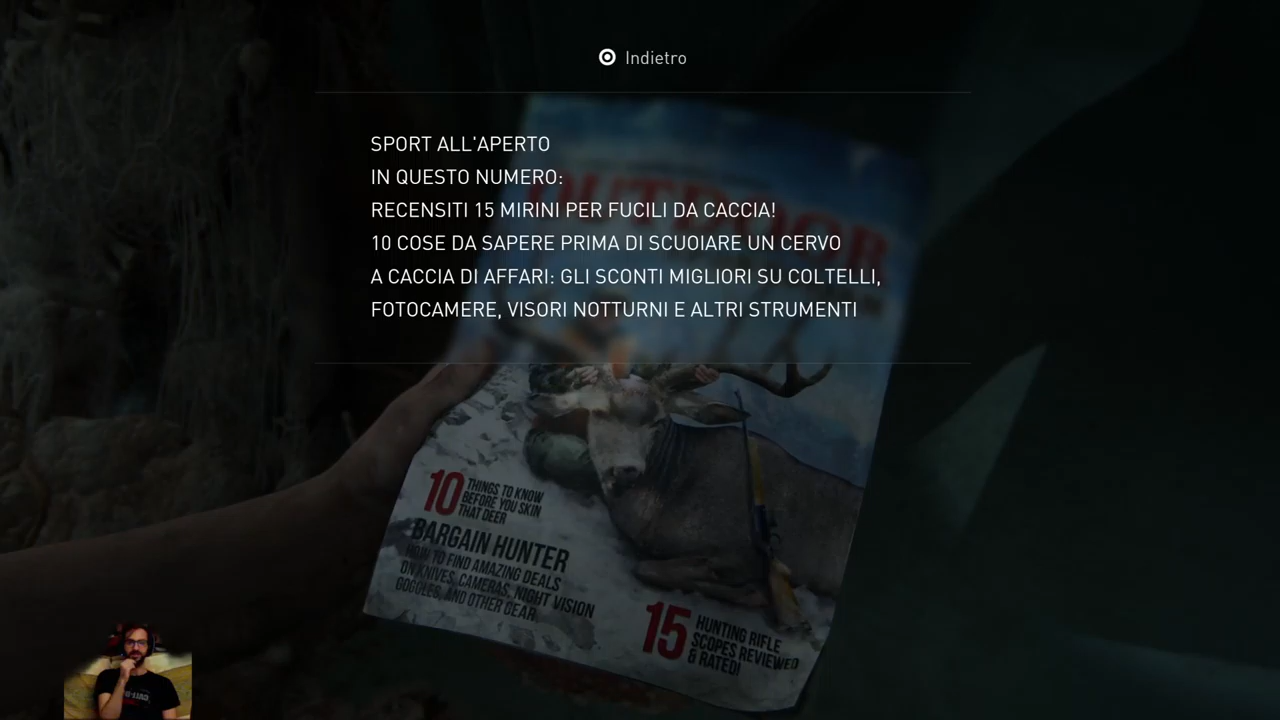 Indietro
SPORT ALL'APERTO
IN QUESTO NUMERO:
RECENSITI 15 MIRINI PER FUCILI DA CACCIA!
10 COSE DA SAPERE PRIMA DI SCUOIARE UN CERVO
A CACCIA DI AFFARI: GLI SCONTI MIGLIORI SU COLTELLI,
FOTOCAMERE, VISORI NOTTURNI E ALTRI STRUMENTI
OUTDOOR
10 THINGS TO KNOW
BEFORE YOU SKIN
THAT DEER
BARGAIN HUNTER
HOW TO FIND AMAZING DEALS
ON KNIVES, CAMERAS, NIGHT VISION
GOGGLES, AND OTHER GEAR
15 HUNTING RIFLE
SCOPES REVIEWED
& RATED!